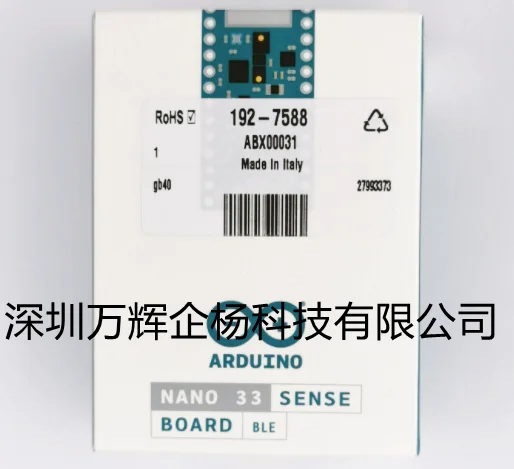 RoHS ☑ 192-7588
ABX00031
1 Made In Italy
gb40 27993373
深圳万辉企杨科技有限公司
ARDUINO
NANO 33 SENSE
BOARD BLE